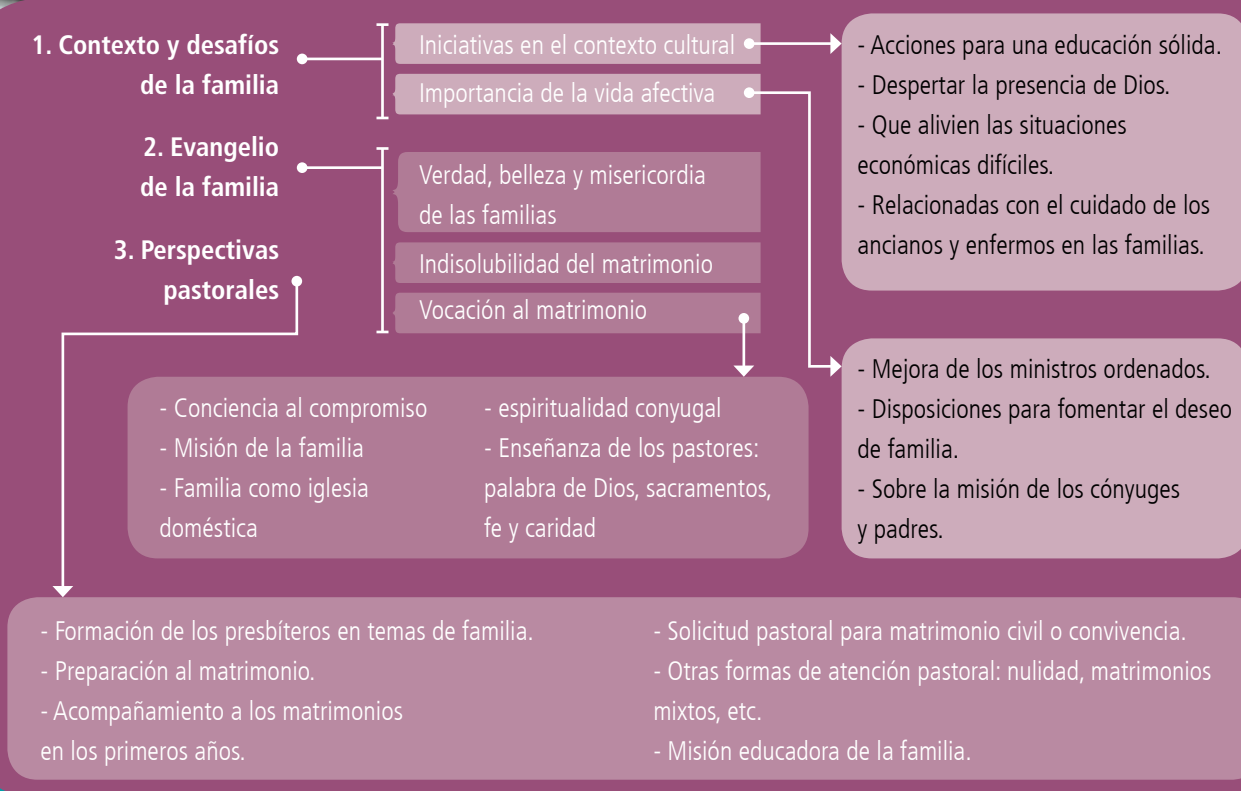 1. Contexto y desafíos
de la familia
Iniciativas en el contexto cultural
Importancia de la vida afectiva
- Acciones para una educación sólida.
- Despertar la presencia de Dios.
- Que alivien las situaciones
económicas difíciles.
- Relacionadas con el cuidado de los
ancianos y enfermos en las familias.
2. Evangelio
de la familia
Verdad, belleza y misericordia
de las familias
Indisolubilidad del matrimonio
Vocación al matrimonio
3. Perspectivas
pastorales
- Mejora de los ministros ordenados.
- Disposiciones para fomentar el deseo
de familia.
- Sobre la misión de los cónyuges
y padres.
- Conciencia al compromiso
- Misión de la familia
- Familia como iglesia
doméstica
- espiritualidad conyugal
- Enseñanza de los pastores:
palabra de Dios, sacramentos,
fe y caridad
- Formación de los presbíteros en temas de familia.
- Preparación al matrimonio.
- Acompañamiento a los matrimonios
en los primeros años.
- Solicitud pastoral para matrimonio civil o convivencia.
- Otras formas de atención pastoral: nulidad, matrimonios
mixtos, etc.
- Misión educadora de la familia.